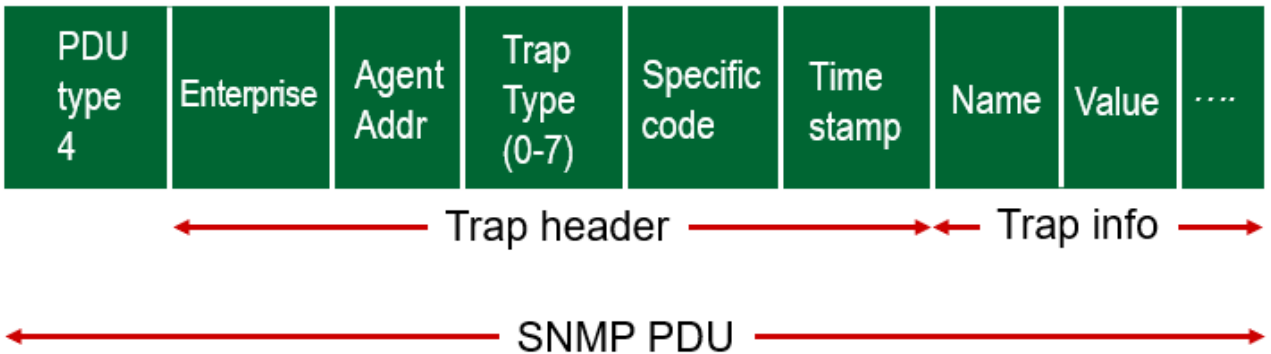 PDU
type
4
Enterprise
Agent
Addr
Trap
Type
(0-7)
Specific
code
Time
stamp
Name
Value
....
Trap header
Trap info
SNMP PDU